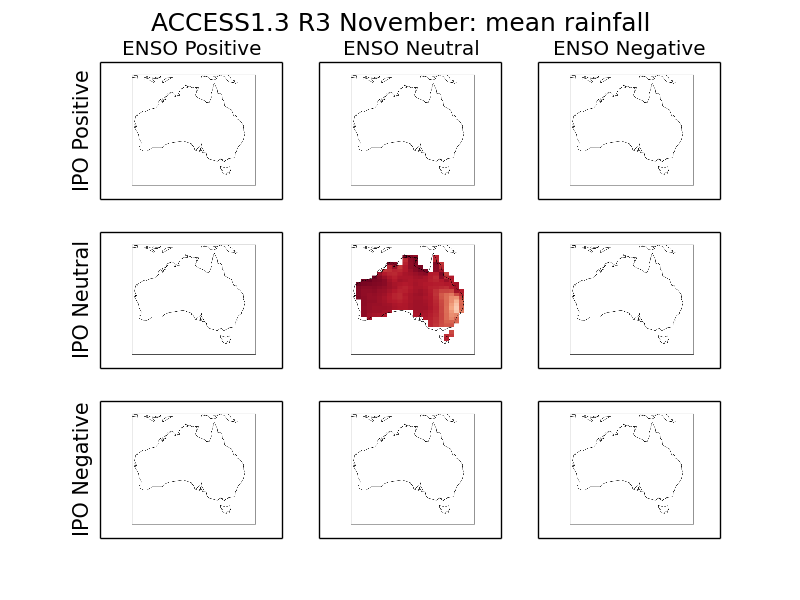 ACCESS1.3 R3 November: mean rainfall
ENSO Positive
ENSO Neutral
ENSO Negative
IPO Positive
IPO Neutral
IPO Negative